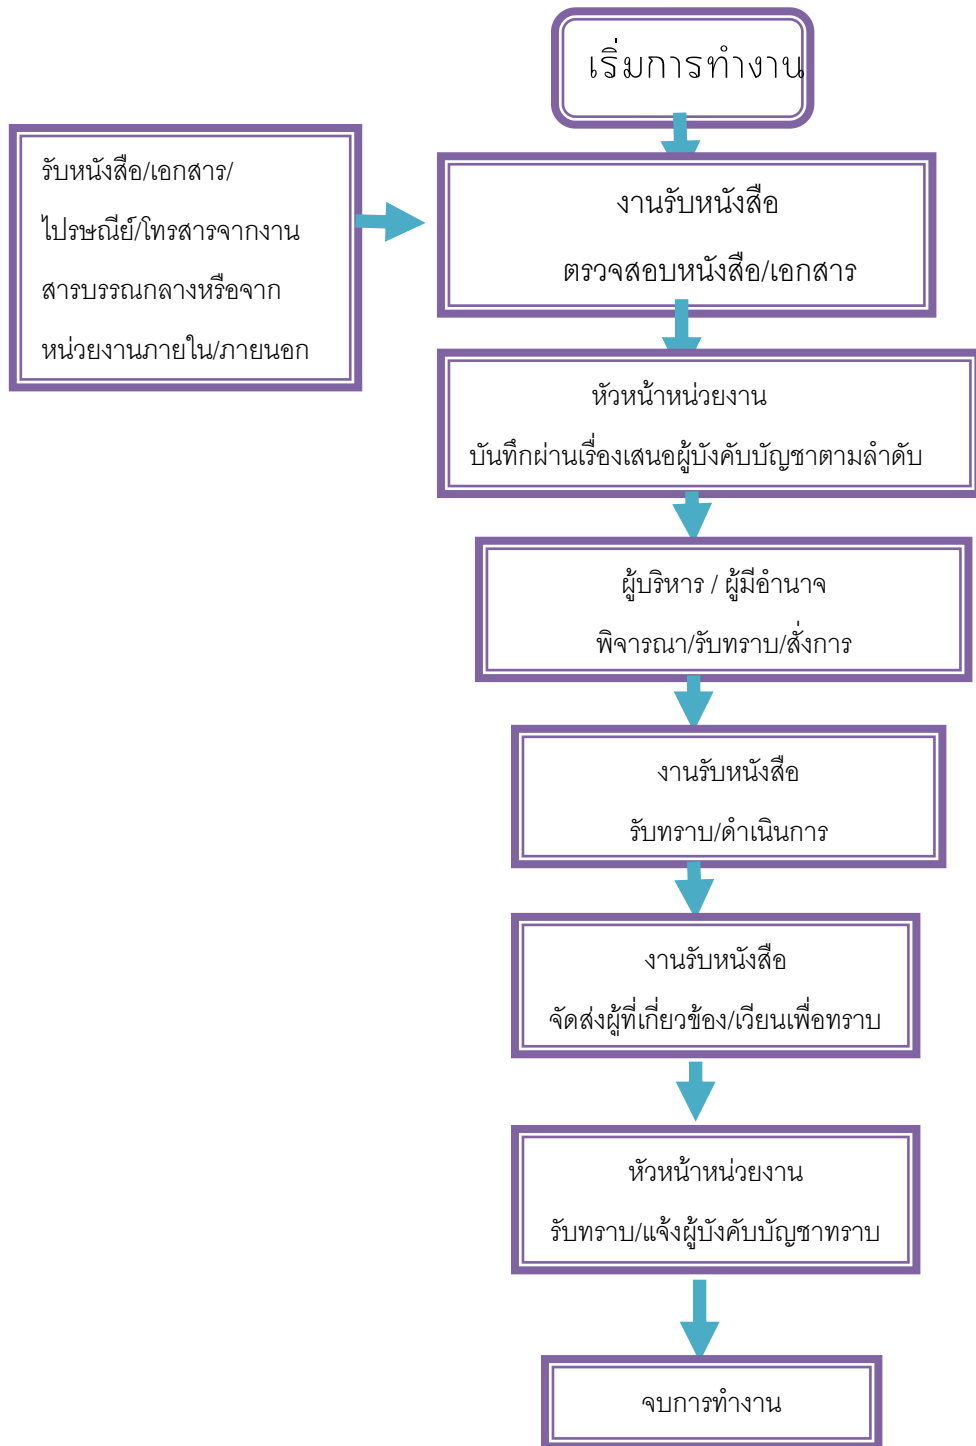 เริ่มการทำงาน
รับหนังสือ/เอกสาร/
ไปรษณีย์/โทรสารจากงาน
สารบรรณกลางหรือจาก
หน่วยงานภายใน/ภายนอก
งานรับหนังสือ
ตรวจสอบหนังสือ/เอกสาร
หัวหน้าหน่วยงาน
บันทึกผ่านเรื่องเสนอผู้บังคับบัญชาตามลำดับ
ผู้บริหาร / ผู้มีอำนาจ
พิจารณา/รับทราบ/สั่งการ
งานรับหนังสือ
รับทราบ/ดำเนินการ
งานรับหนังสือ
จัดส่งผู้ที่เกี่ยวข้อง/เวียนเพื่อทราบ
หัวหน้าหน่วยงาน
รับทราบ/แจ้งผู้บังคับบัญชาทราบ
จบการทำงาน